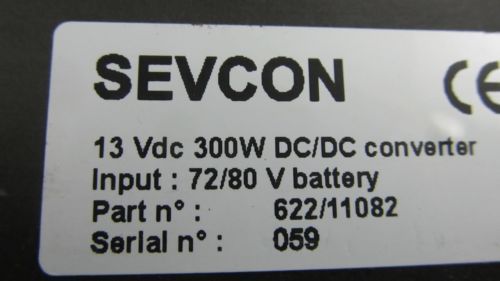 SEVCON CE
13 Vdc 300W DC/DC converter
Input : 72/80 V battery
Part n° : 622/11082
Serial n° : 059